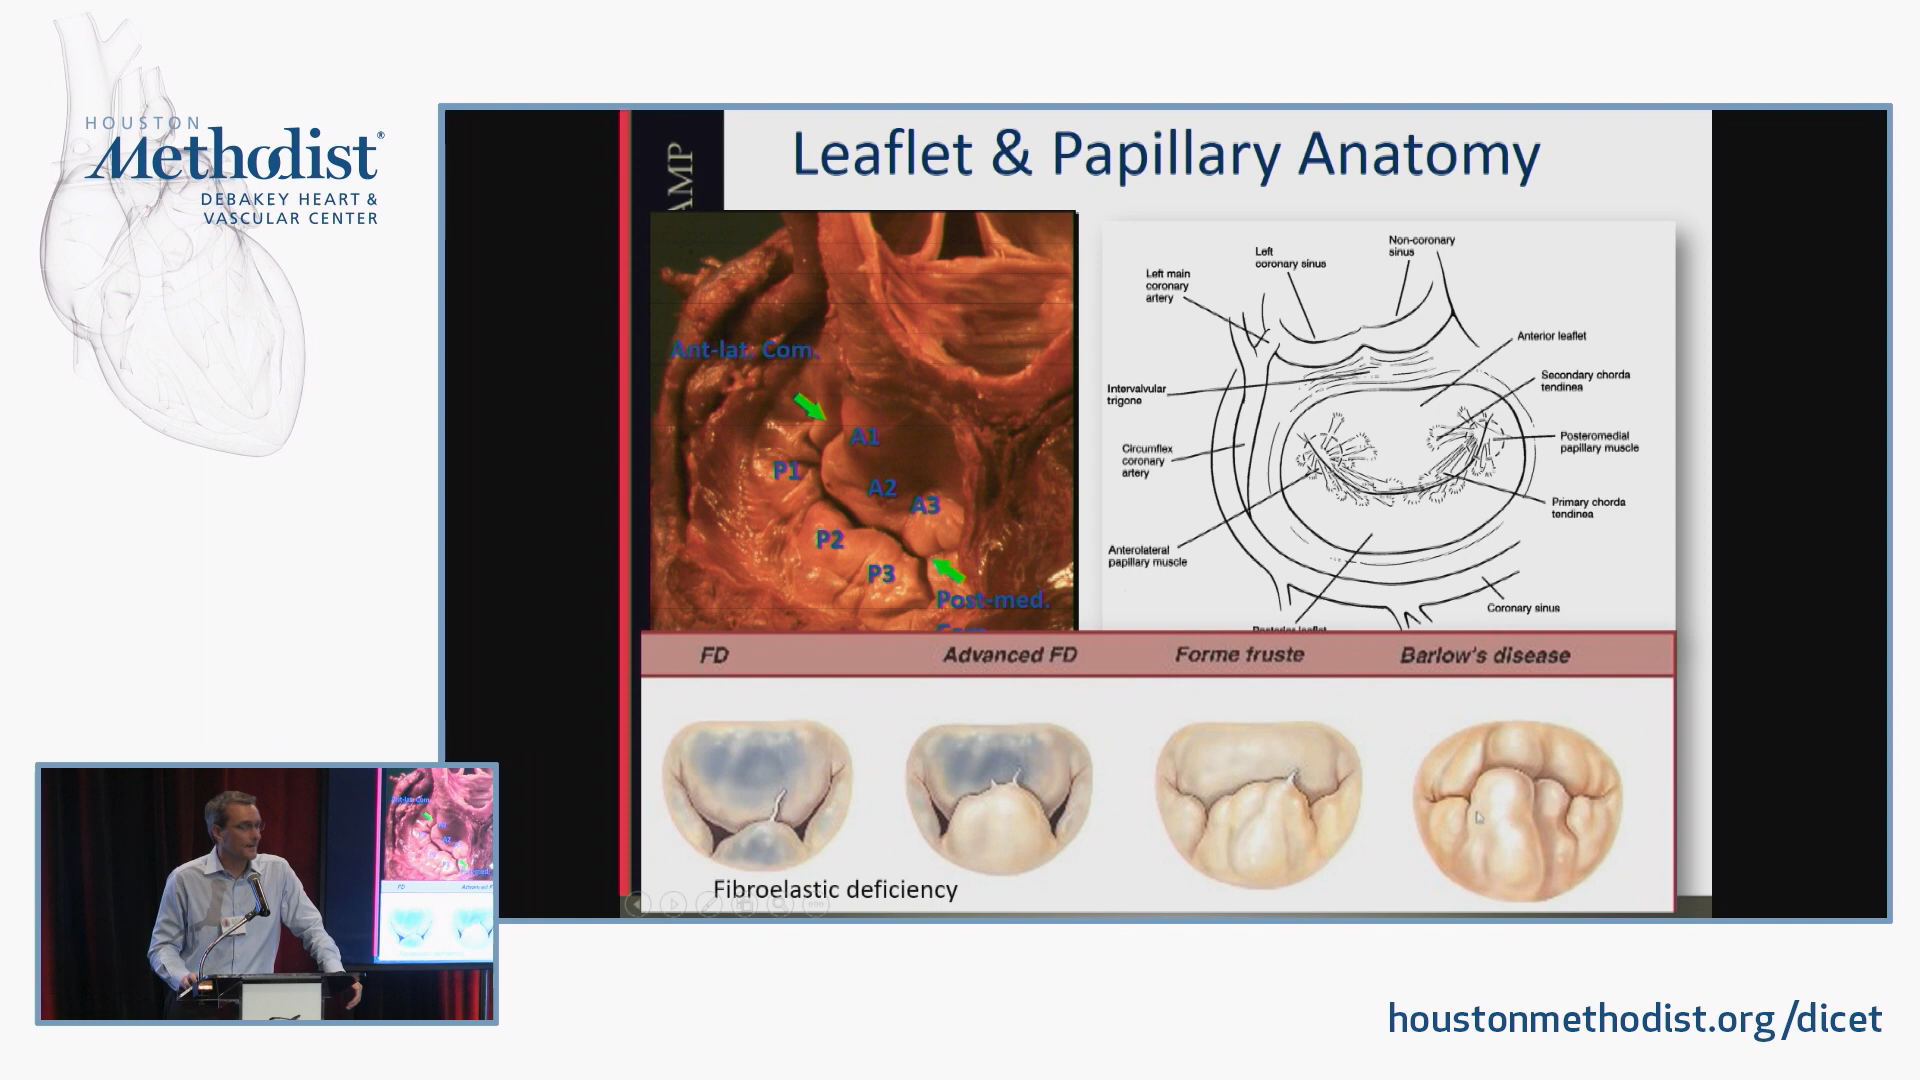 HOUSTON
Methodist®
DEBAKEY HEART &
VASCULAR CENTER
AMP
Leaflet & Papillary Anatomy
Ant-lat. Com.
A1
P1
A2
A3
P2
P3
Post-med.
Left
coronary sinus
Non-coronary
sinus
Left main
coronary
artery
Anterior leaflet
Secondary chorda
tendinea
Intervalvular
trigone
Posteromedial
papillary muscle
Circumflex
coronary
artery
Primary chorda
tendinea
Anterolateral
papillary muscle
Coronary sinus
Posterior leaflet
FD
Advanced FD
Forme fruste
Barlow's disease
Fibroelastic deficiency
houstonmethodist.org/dicet